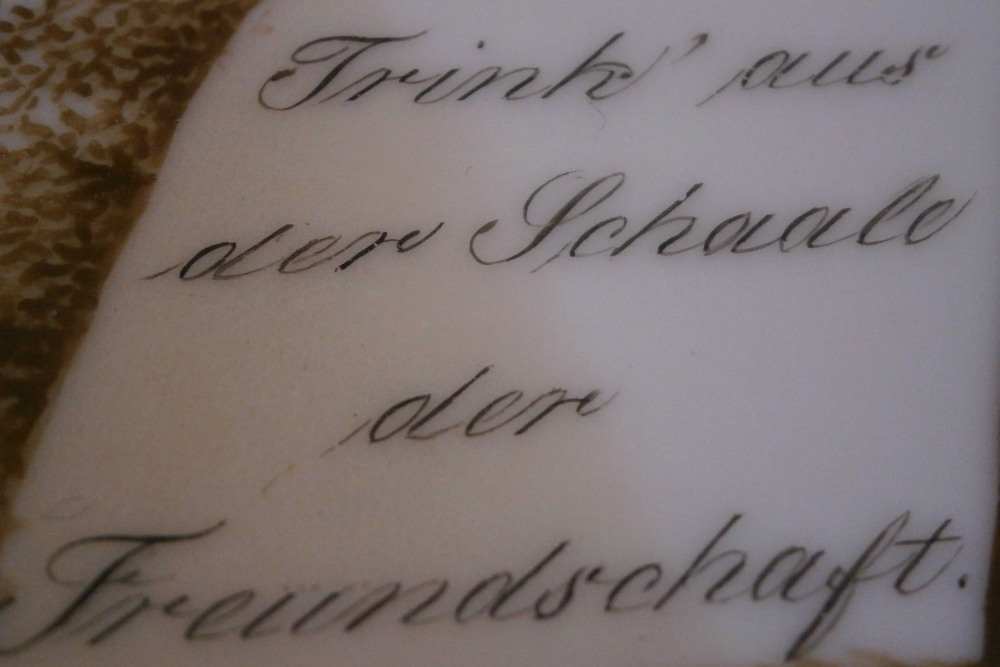 Trink' aus
der Schaale
der
Freundschaft.